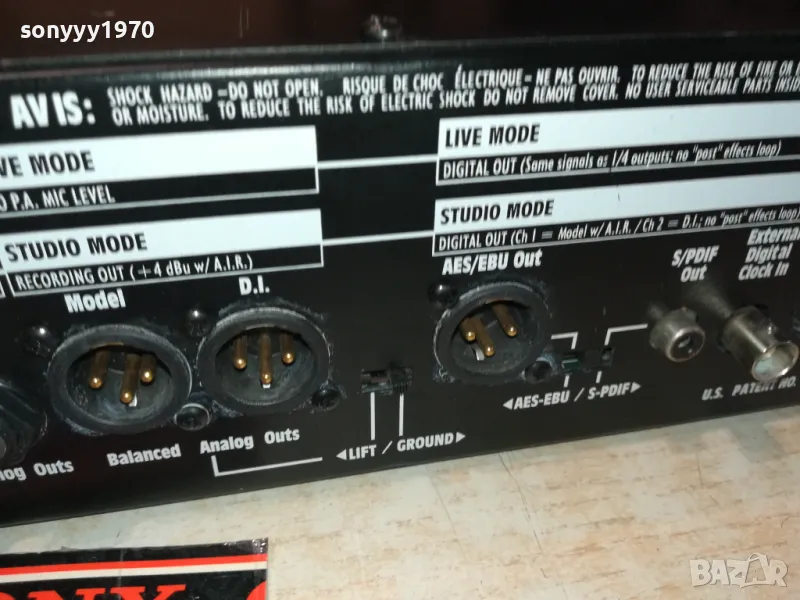 sonyyy1970
AVIS: SHOCK HAZARD - DO NOT OPEN. RISQUE DE CHOC ÉLECTRIQUE - NE PAS OUVRIR. TO REDUCE THE RISK OF FIRE OR
OR MOISTURE. TO REDUCE THE RISK OF ELECTRIC SHOCK DO NOT REMOVE COVER. NO USER SERVICEABLE PARTS INSID
VE MODE
O P.A. MIC LEVEL
LIVE MODE
DIGITAL OUT (Same signals as 1/4 outputs; no "post" effects loop)
STUDIO MODE
RECORDING OUT (+4 dBu w/ A.I.R.)
STUDIO MODE
DIGITAL OUT (Ch 1 = Model w/ A.I.R. / Ch 2 = D.I.; no "post" effects loop)
Model
D.I.
AES/EBU Out
S/PDIF
Out
External
Digital
Clock In
◄AES-EBU / S-PDIF►
U.S. PATENT NO.
og Outs
Balanced
Analog Outs
◄LIFT / GROUND►
BAZAR